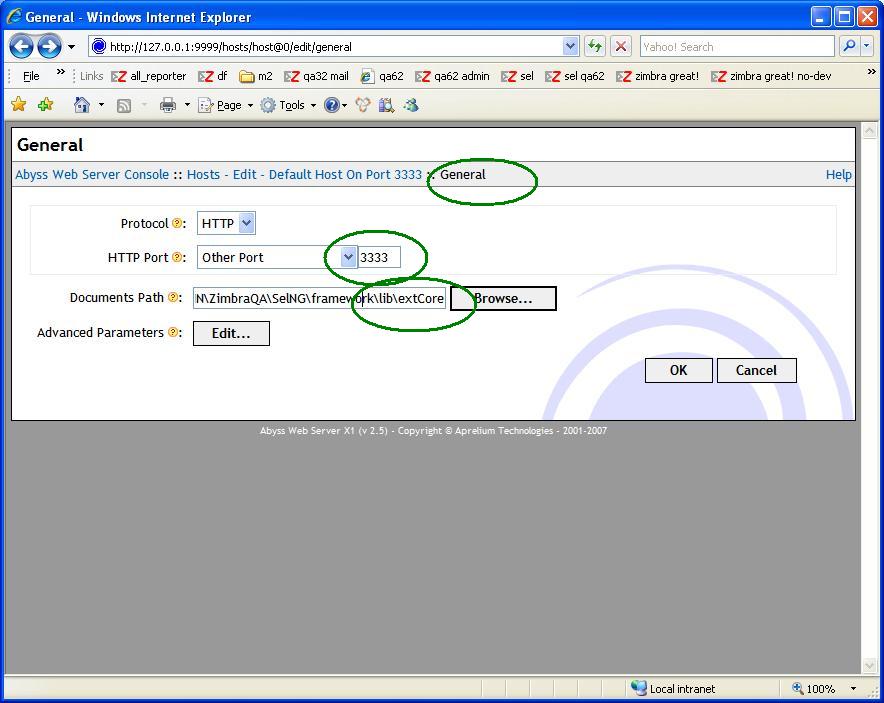 General - Windows Internet Explorer
http://127.0.0.1:9999/hosts/host@0/edit/general
Yahoo! Search
File » Links all_reporter df m2 qa32 mail qa62 qa62 admin sel sel qa62 zimbra great! zimbra great! no-dev »
Page Tools
General
Abyss Web Server Console :: Hosts - Edit - Default Host On Port 3333 :: General Help
Protocol ?: HTTP
HTTP Port ?: Other Port 3333
Documents Path ?: N\ZimbraQA\SelNG\framework\lib\extCore Browse...
Advanced Parameters ?: Edit...
OK Cancel
Abyss Web Server X1 (v 2.5) - Copyright © Aprelium Technologies - 2001-2007
Local intranet 100%